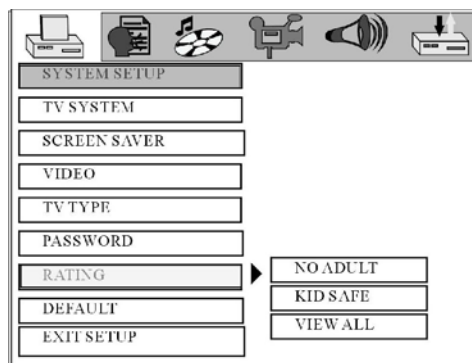 SYSTEM SETUP
TV SYSTEM
SCREEN SAVER
VIDEO
TV TYPE
PASSWORD
RATING
DEFAULT
EXIT SETUP
NO ADULT
KID SAFE
VIEW ALL